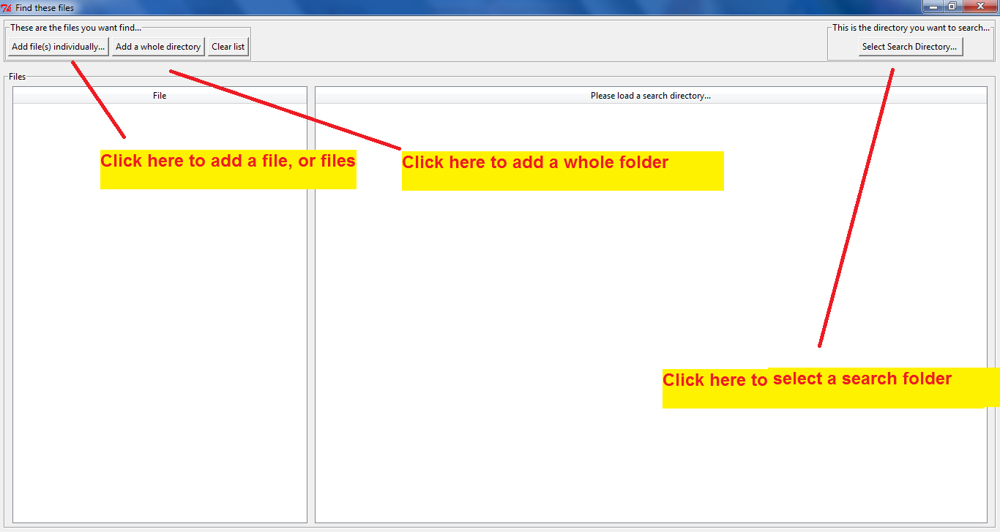 Find these files
These are the files you want find...
This is the directory you want to search...
Add file(s) individually...
Add a whole directory
Clear list
Select Search Directory...
Files
File
Please load a search directory...
Click here to add a file, or files
Click here to add a whole folder
Click here to select a search folder